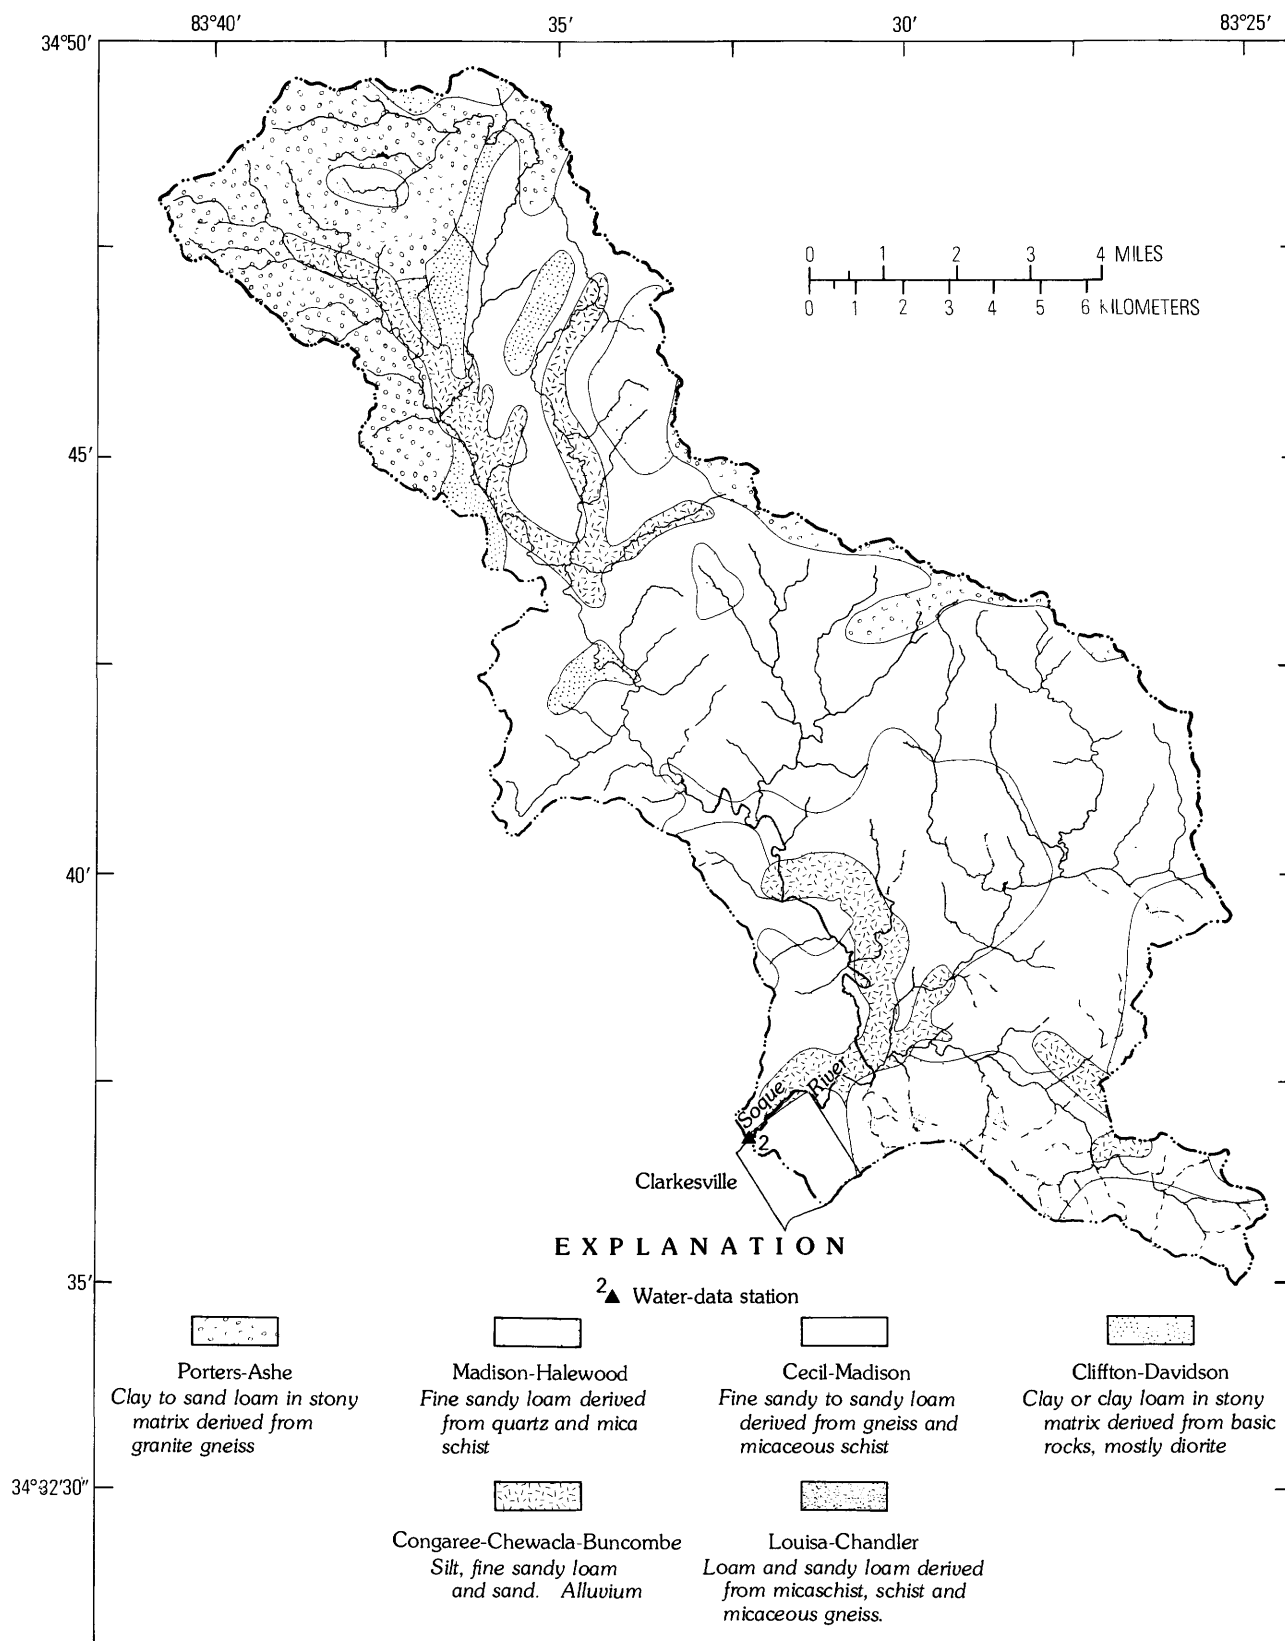 83°40′ 35′ 30′ 83°25′
34°50′
0 1 2 3 4 MILES
0 1 2 3 4 5 6 KILOMETERS
45′
40′
Soque River
2
Clarkesville
EXPLANATION
35′
2 Water-data station
Porters-Ashe
Clay to sand loam in stony
matrix derived from
granite gneiss
Madison-Halewood
Fine sandy loam derived
from quartz and mica
schist
Cecil-Madison
Fine sandy to sandy loam
derived from gneiss and
micaceous schist
Cliffton-Davidson
Clay or clay loam in stony
matrix derived from basic
rocks, mostly diorite
34°32′30″
Congaree-Chewacla-Buncombe
Silt, fine sandy loam
and sand. Alluvium
Louisa-Chandler
Loam and sandy loam derived
from micaschist, schist and
micaceous gneiss.